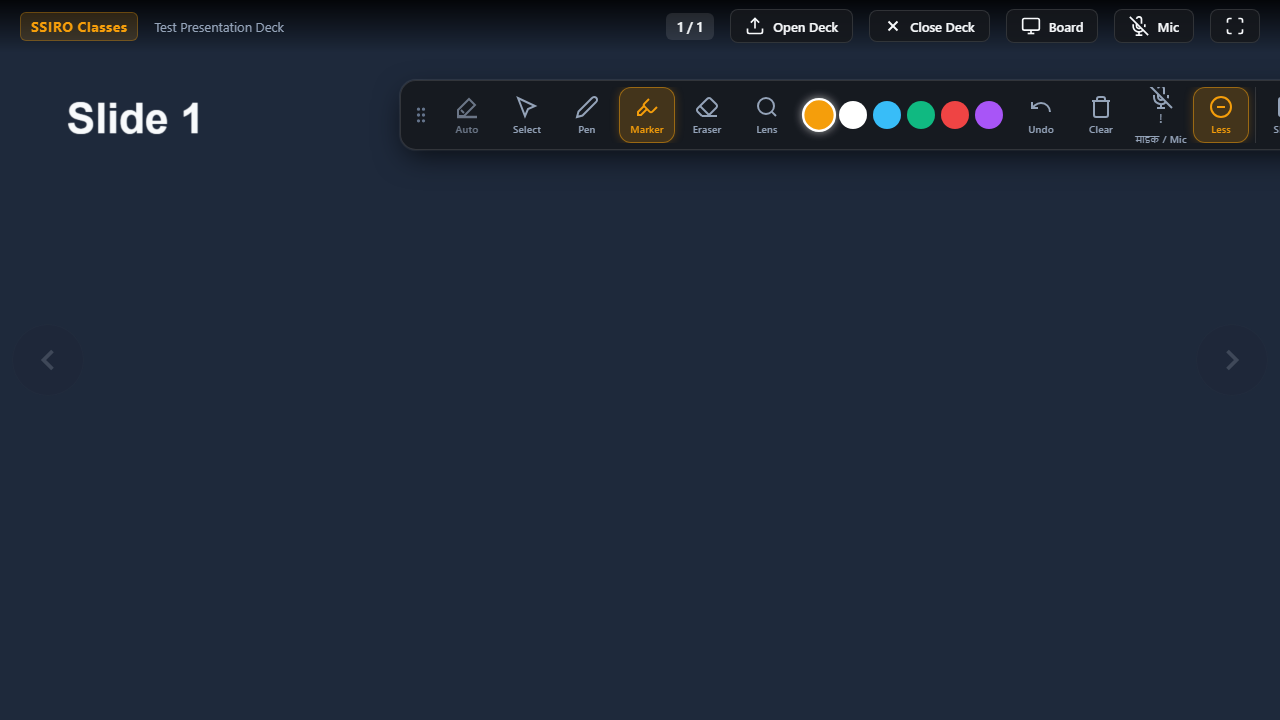 SSIRO Classes
Test Presentation Deck
1 / 1
Open Deck
Close Deck
Board
Mic
Slide 1
Auto
Select
Pen
Marker
Eraser
Lens
Undo
Clear
!
माइक / Mic
Less